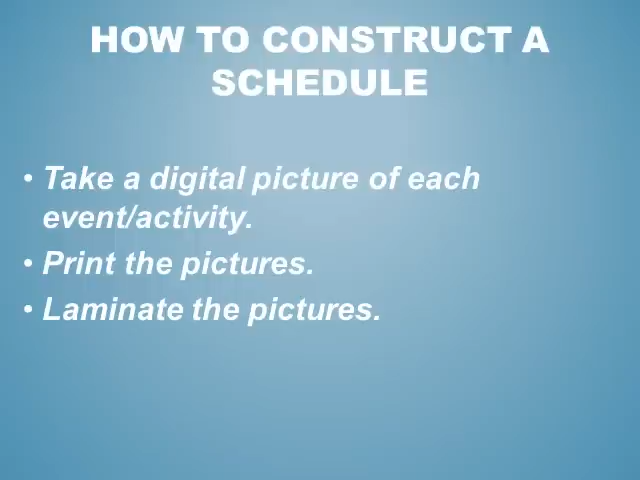 HOW TO CONSTRUCT A
SCHEDULE
• Take a digital picture of each
event/activity.
• Print the pictures.
• Laminate the pictures.